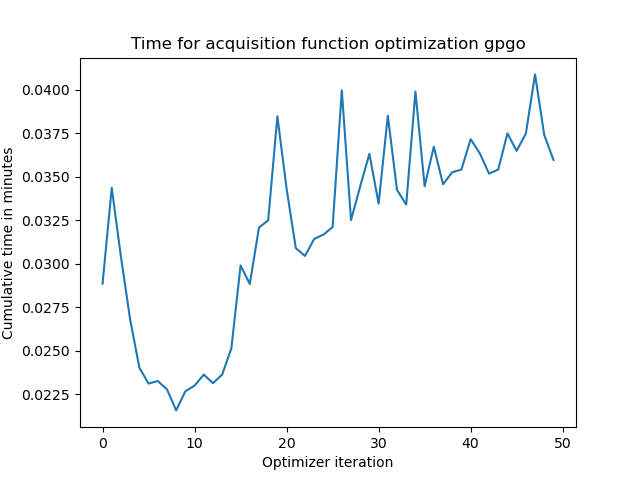 Time for acquisition function optimization gpgo
0.0400
0.0375
0.0350
0.0325
0.0300
0.0275
0.0250
0.0225
Cumulative time in minutes
0 10 20 30 40 50
Optimizer iteration